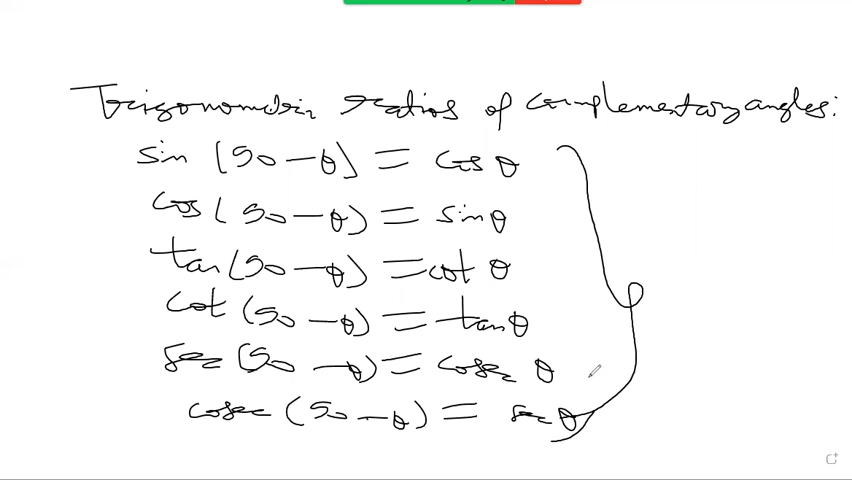 Trigonometric ratios of complementary angles:
sin (90 – θ) = cos θ
cos (90 – θ) = sin θ
tan (90 – θ) = cot θ
cot (90 – θ) = tan θ
sec (90 – θ) = cosec θ
cosec (90 – θ) = sec θ